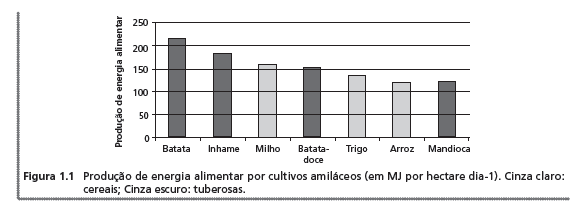 Produção de energia alimentar
250
200
150
100
50
0
Batata Inhame Milho Batata-doce Trigo Arroz Mandioca
Figura 1.1 Produção de energia alimentar por cultivos amiláceos (em MJ por hectare dia-1). Cinza claro:
cereais; Cinza escuro: tuberosas.